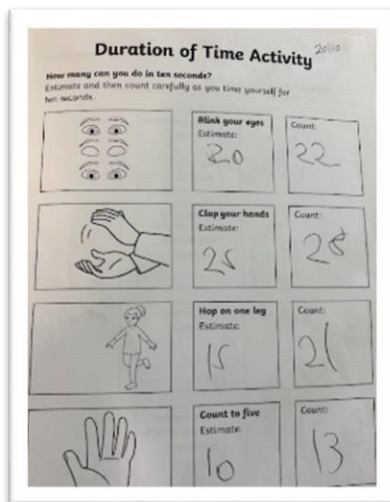 Duration of Time Activity
How many can you do in ten seconds?
Estimate and then count carefully as you time yourself for
ten seconds.
Blink your eyes
Estimate:
20
Count:
22
Clap your hands
Estimate:
25
Count:
28
Hop on one leg
Estimate:
15
Count:
21
Count to five
Estimate:
10
Count:
13